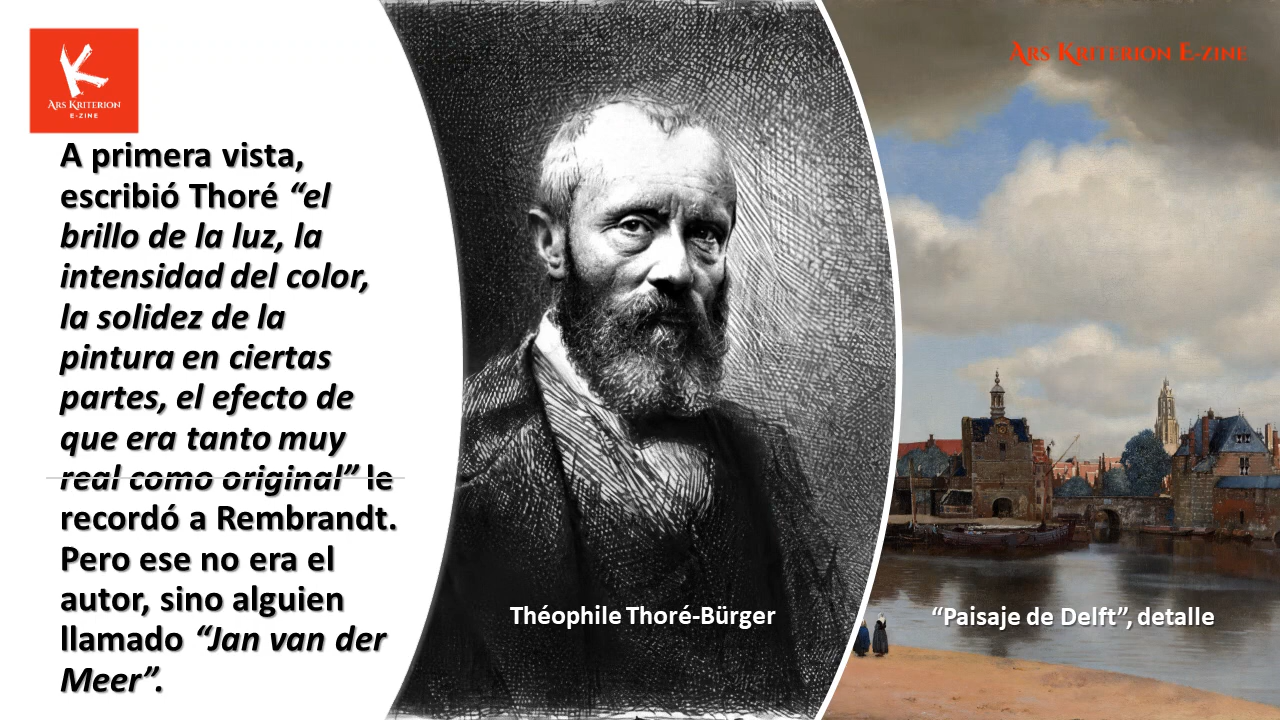 K
ARS KRITERION
E-ZINE
ARS KRITERION E-ZINE
A primera vista,
escribió Thoré “el
brillo de la luz, la
intensidad del color,
la solidez de la
pintura en ciertas
partes, el efecto de
que era tanto muy
real como original” le
recordó a Rembrandt.
Pero ese no era el
autor, sino alguien
llamado “Jan van der
Meer”.
Théophile Thoré-Bürger
“Paisaje de Delft”, detalle